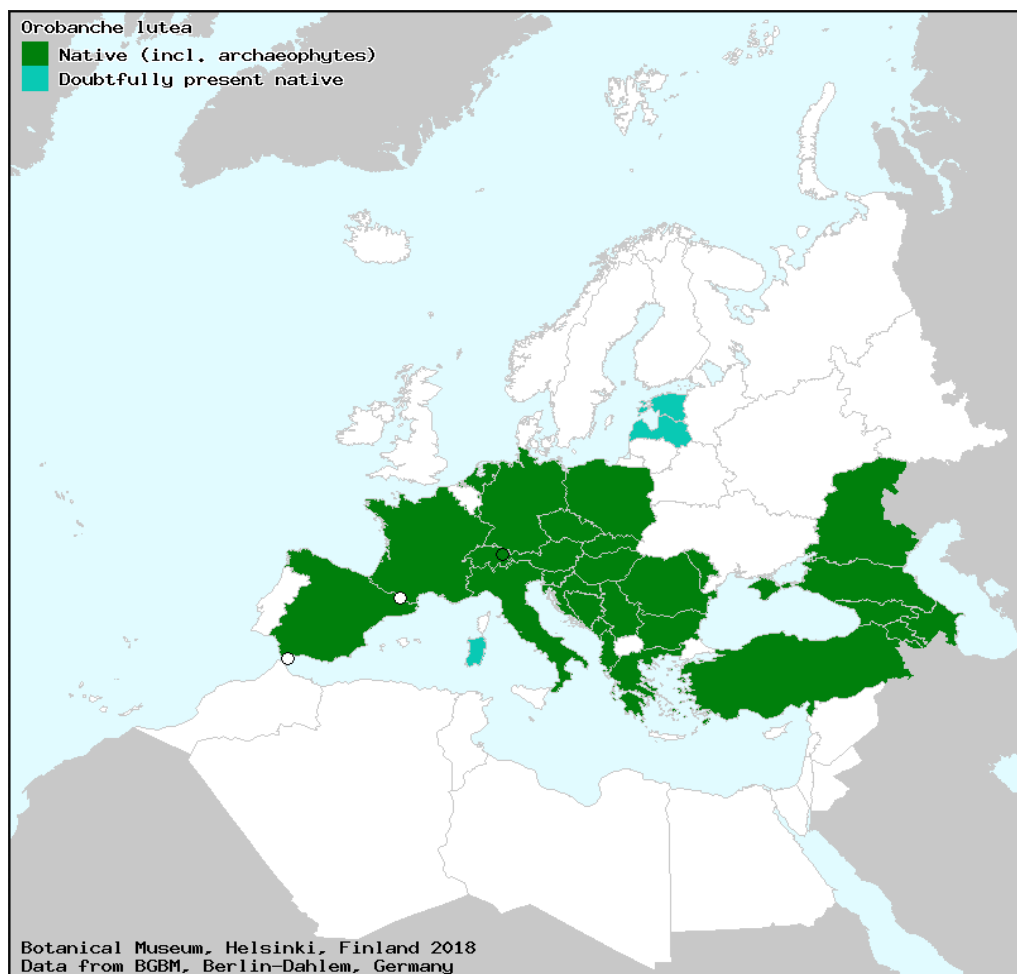 Orobanche lutea
Native (incl. archaeophytes)
Doubtfully present native
Botanical Museum, Helsinki, Finland 2018
Data from BGBM, Berlin-Dahlem, Germany